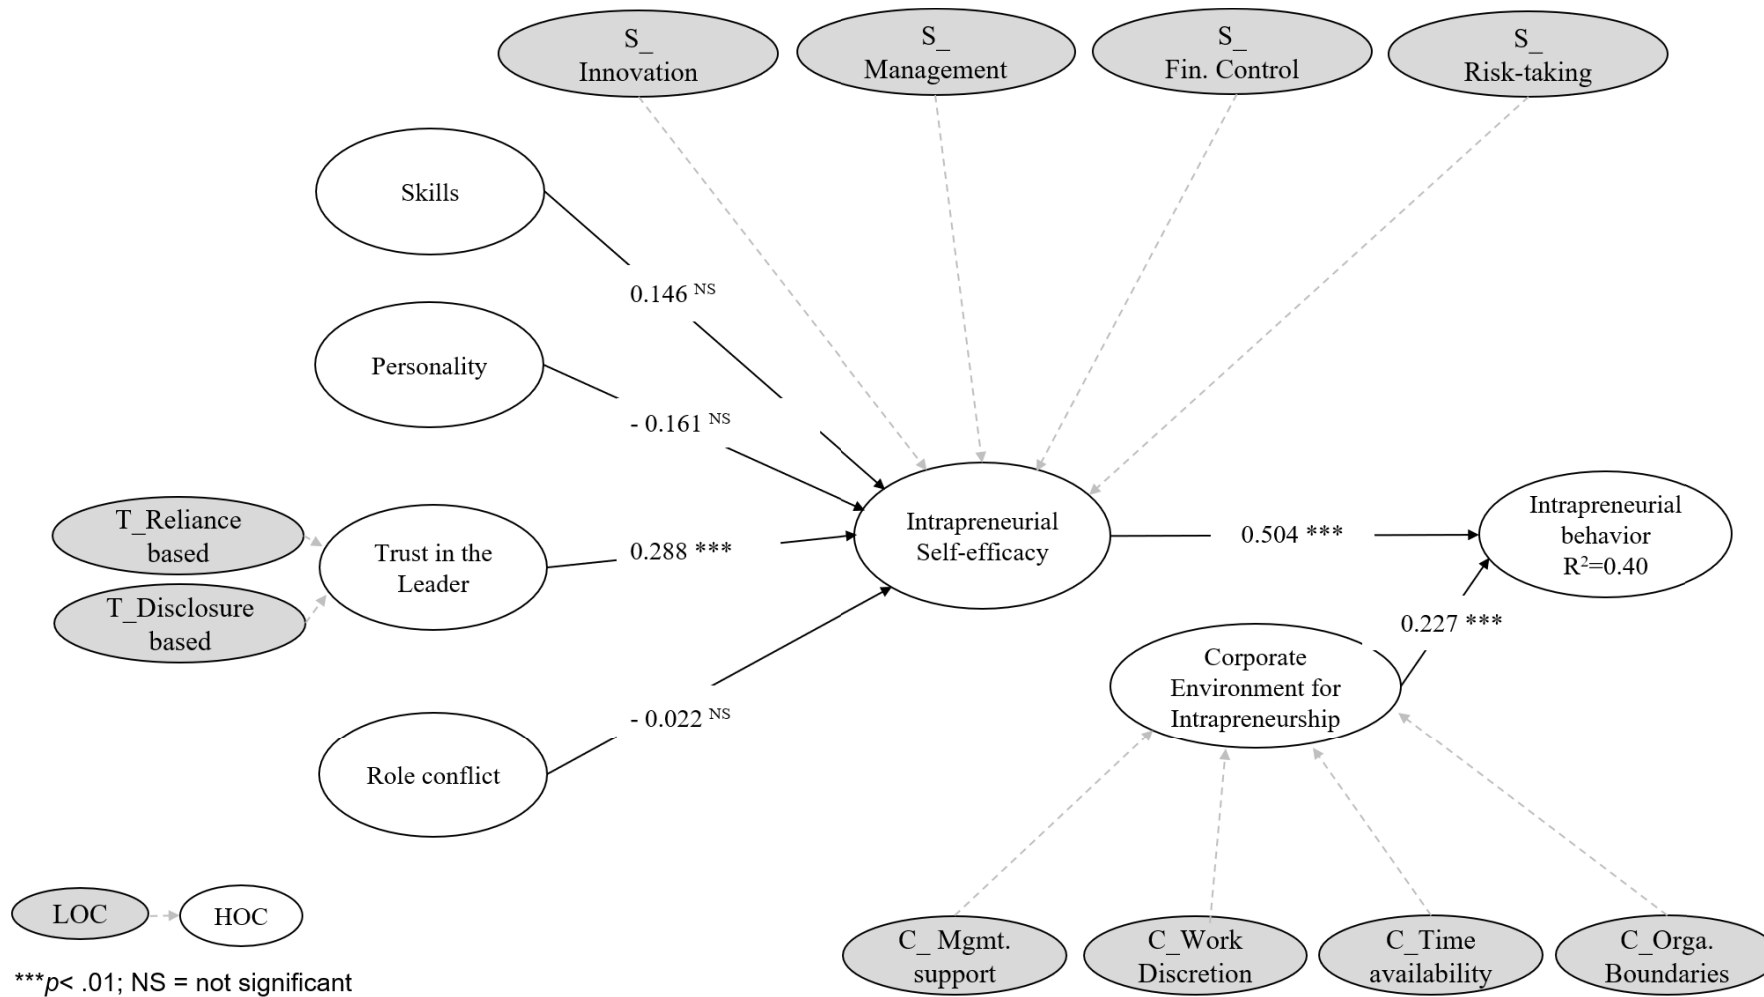 S_
Innovation
S_
Management
S_
Fin. Control
S_
Risk-taking
Skills
0.146 NS
Personality
- 0.161 NS
T_Reliance
based
T_Disclosure
based
Trust in the
Leader
0.288 ***
Intrapreneurial
Self-efficacy
0.504 ***
Intrapreneurial
behavior
R²=0.40
0.227 ***
Corporate
Environment for
Intrapreneurship
- 0.022 NS
Role conflict
LOC
HOC
C_ Mgmt.
support
C_Work
Discretion
C_Time
availability
C_Orga.
Boundaries
***p< .01; NS = not significant